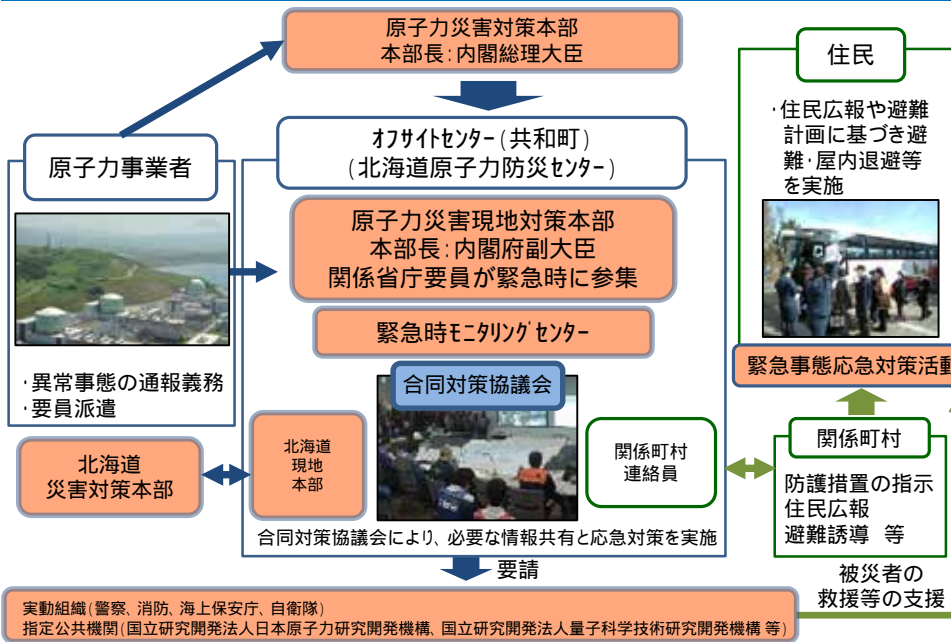 原子力災害対策本部
本部長:内閣総理大臣
住民
・住民広報や避難
計画に基づき避
難・屋内退避等
を実施
原子力事業者
・異常事態の通報義務
・要員派遣
オフサイトセンター(共和町)
(北海道原子力防災センター)
原子力災害現地対策本部
本部長:内閣府副大臣
関係省庁要員が緊急時に参集
緊急時モニタリングセンター
合同対策協議会
緊急事態応急対策活動
北海道
災害対策本部
北海道
現地
本部
関係町村
連絡員
関係町村
防護措置の指示
住民広報
避難誘導 等
合同対策協議会により、必要な情報共有と応急対策を実施
要請
被災者の
救援等の支援
実動組織(警察、消防、海上保安庁、自衛隊)
指定公共機関(国立研究開発法人日本原子力研究開発機構、国立研究開発法人量子科学技術研究開発機構 等)